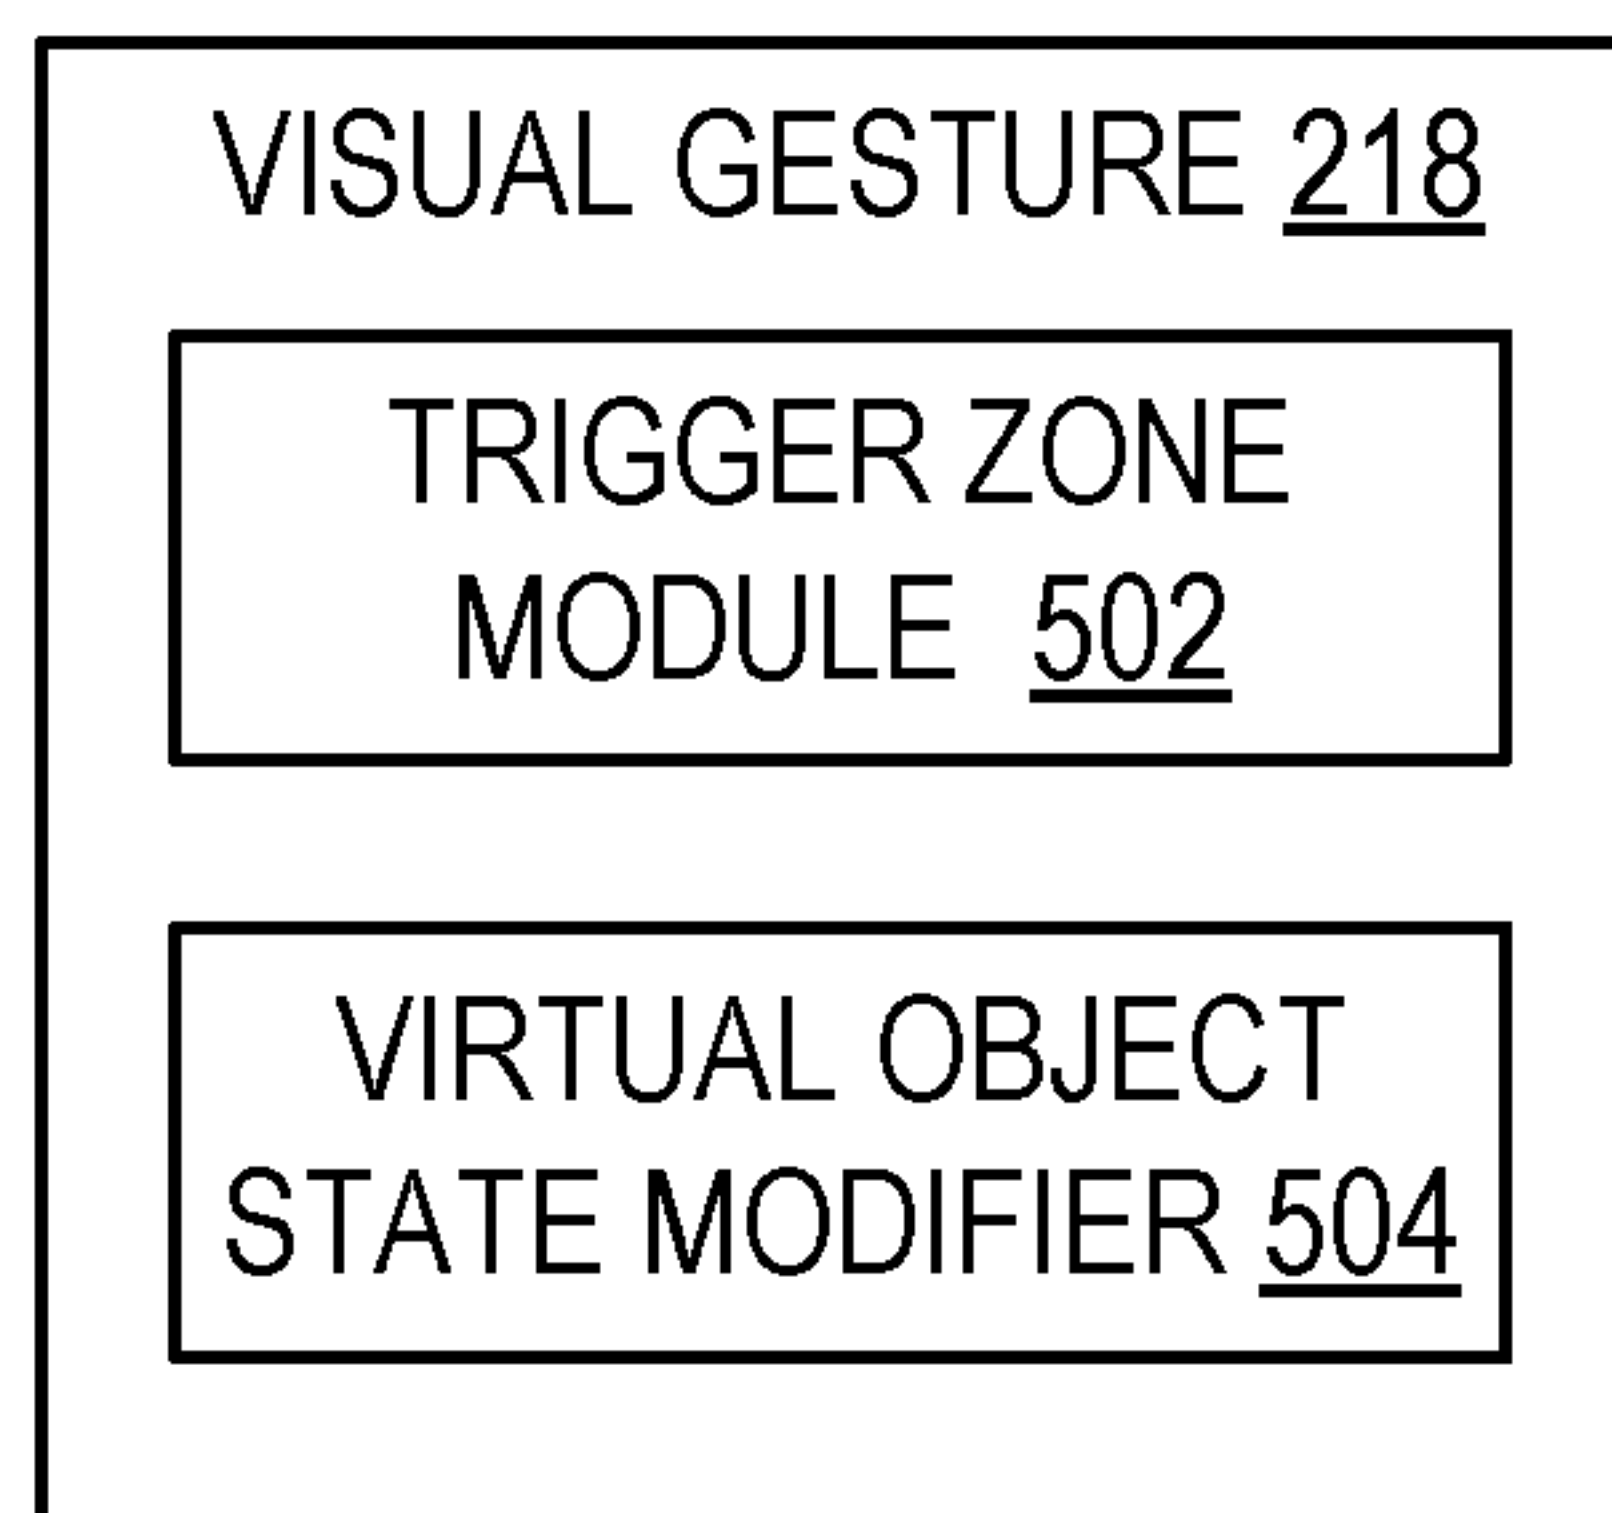 VISUAL GESTURE 218
TRIGGER ZONE
MODULE 502
VIRTUAL OBJECT
STATE MODIFIER 504